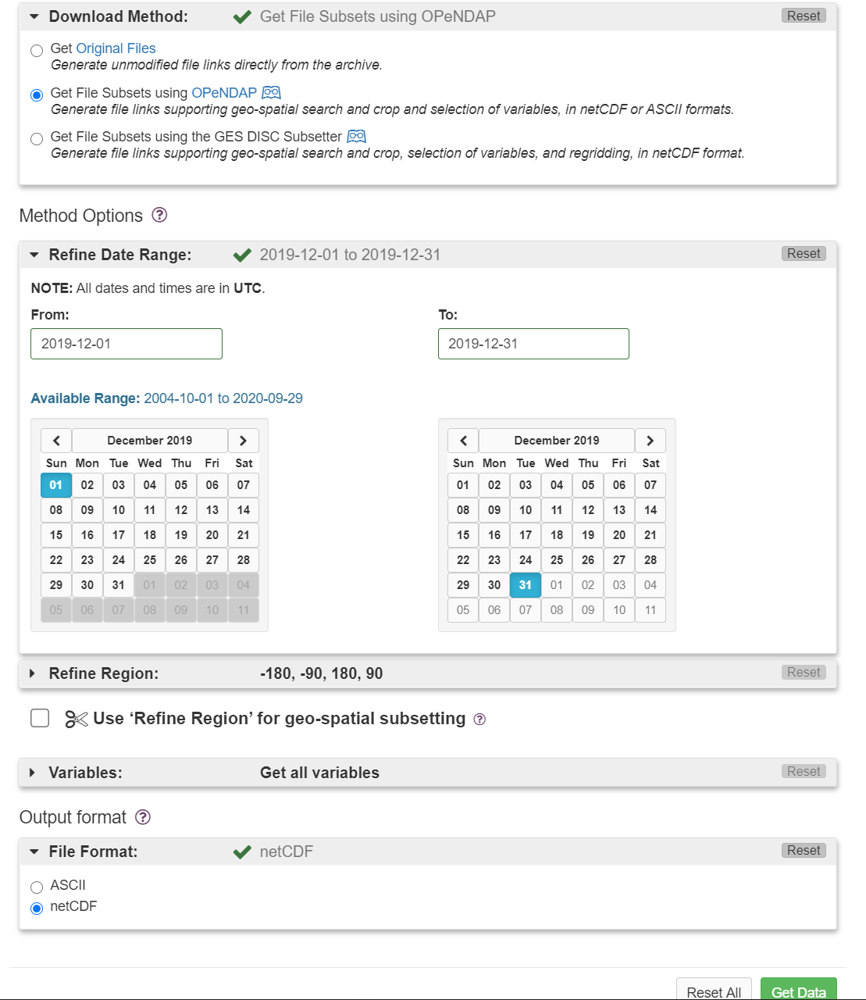 Download Method: Get File Subsets using OPeNDAP Reset
Get Original Files
Generate unmodified file links directly from the archive.
Get File Subsets using OPeNDAP
Generate file links supporting geo-spatial search and crop and selection of variables, in netCDF or ASCII formats.
Get File Subsets using the GES DISC Subsetter
Generate file links supporting geo-spatial search and crop, selection of variables, and regridding, in netCDF format.
Method Options ?
Refine Date Range: 2019-12-01 to 2019-12-31 Reset
NOTE: All dates and times are in UTC.
From: To:
2019-12-01 2019-12-31
Available Range: 2004-10-01 to 2020-09-29
December 2019 December 2019
Sun Mon Tue Wed Thu Fri Sat Sun Mon Tue Wed Thu Fri Sat
01 02 03 04 05 06 07 01 02 03 04 05 06 07
08 09 10 11 12 13 14 08 09 10 11 12 13 14
15 16 17 18 19 20 21 15 16 17 18 19 20 21
22 23 24 25 26 27 28 22 23 24 25 26 27 28
29 30 31 01 02 03 04 29 30 31 01 02 03 04
05 06 07 08 09 10 11 05 06 07 08 09 10 11
Refine Region: -180, -90, 180, 90 Reset
Use ‘Refine Region’ for geo-spatial subsetting ?
Variables: Get all variables Reset
Output format ?
File Format: netCDF Reset
ASCII
netCDF
Reset All Get Data